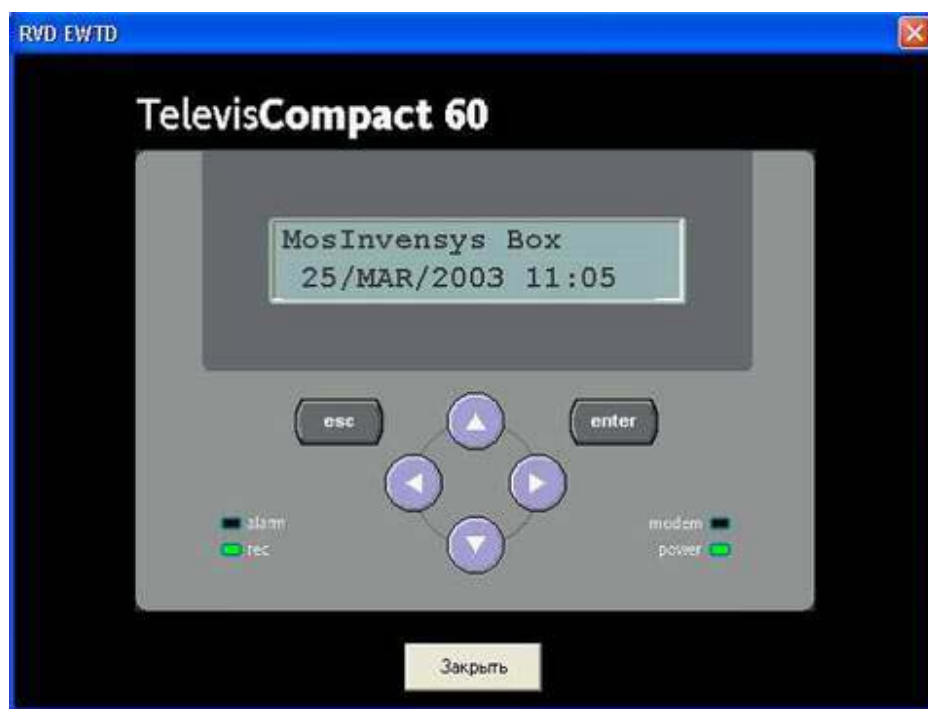 RVD EWTD
TelevisCompact 60
MosInvensys Box
25/MAR/2003 11:05
esc
enter
alarm
modem
rec
power
Закрыть